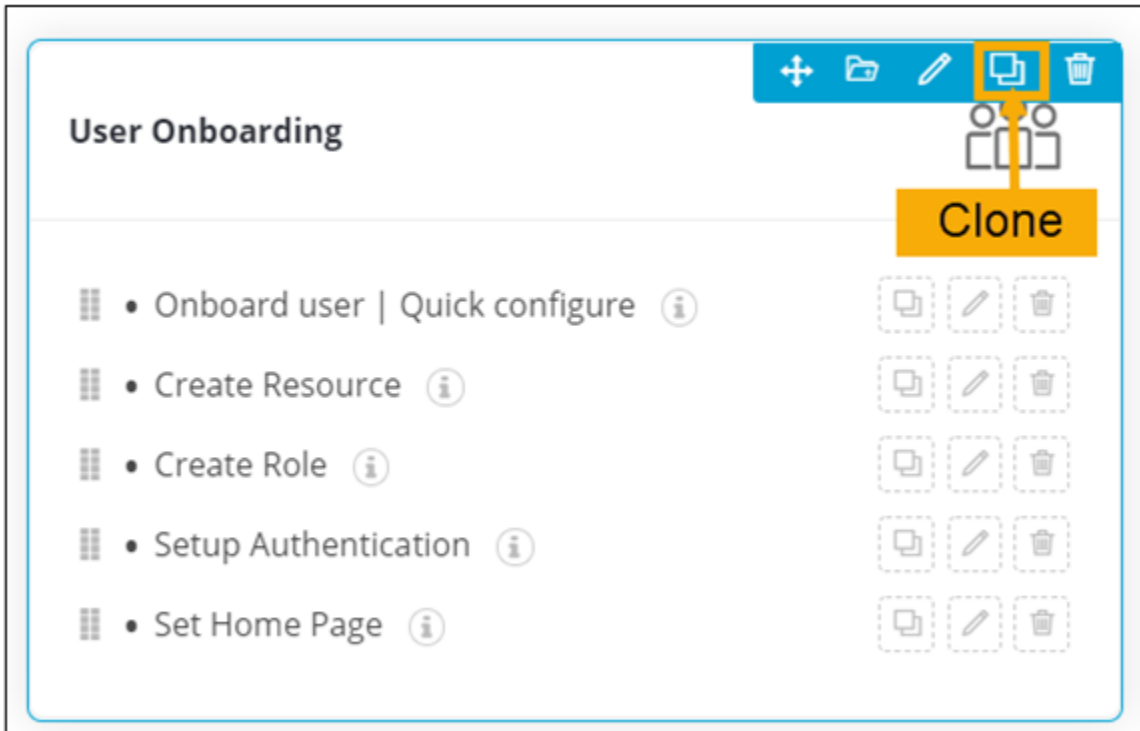 User Onboarding
Clone
• Onboard user | Quick configure
• Create Resource
• Create Role
• Setup Authentication
• Set Home Page